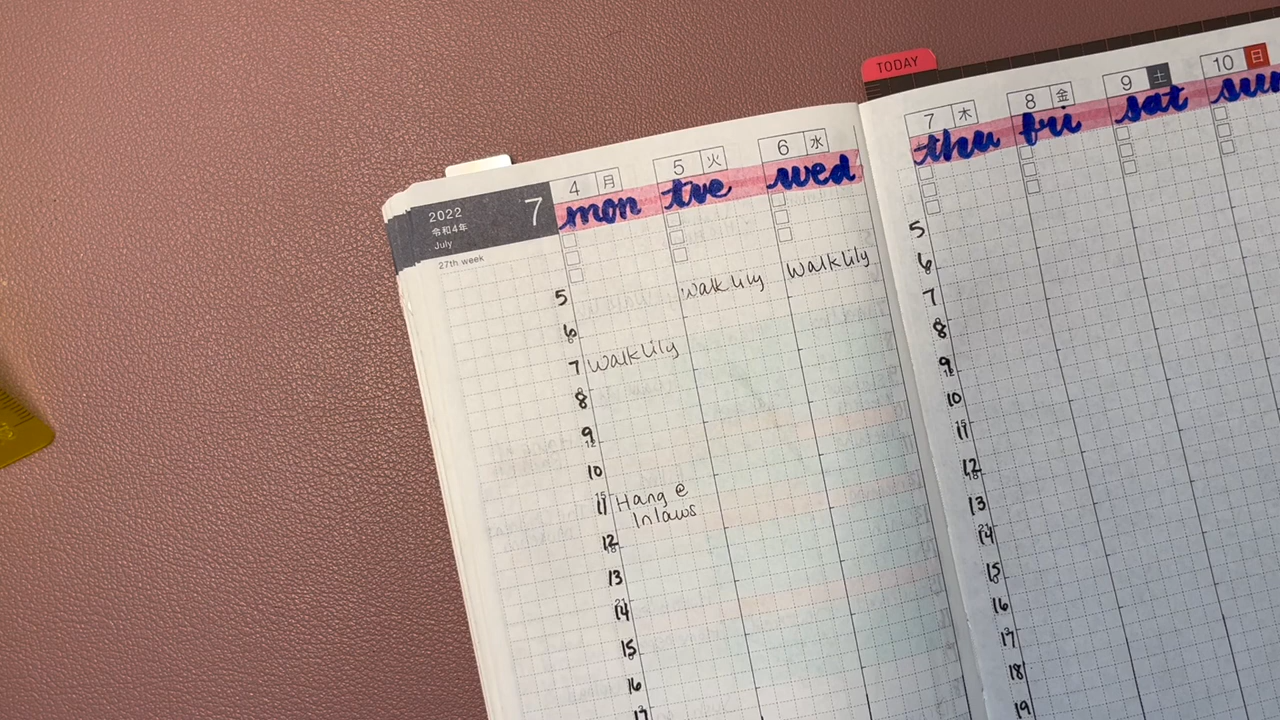 TODAY
2022 7
令和4年
July
27th week
4 月
5 火
6 水
7 木
8 金
9 土
10 日
mon
tue
wed
thu
fri
sat
sun
5
6
7
8
9
10
11
12
13
14
15
16
17
Walk Lily
Hang @
Inlaws
Walk Lily
Walk Lily
5
6
7
8
9
10
11
12
13
14
15
16
17
18
19